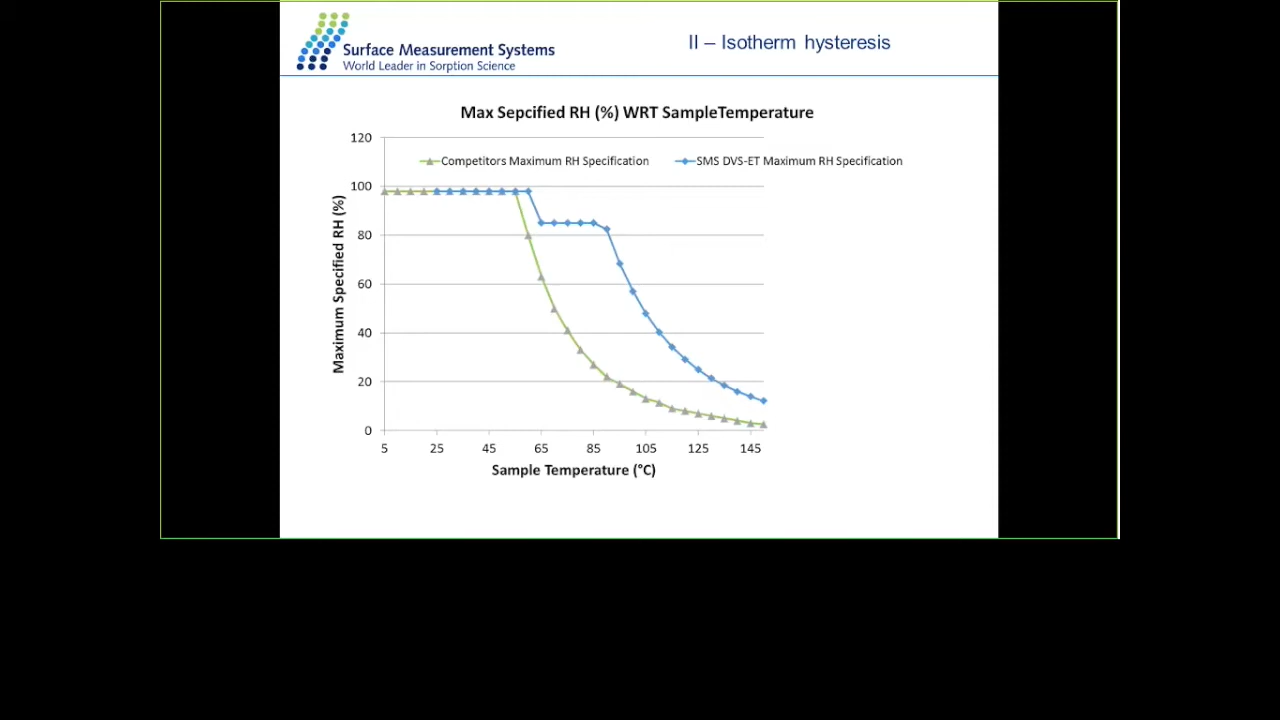 Surface Measurement Systems
World Leader in Sorption Science
II – Isotherm hysteresis
Max Sepcified RH (%) WRT SampleTemperature
Competitors Maximum RH Specification
SMS DVS-ET Maximum RH Specification
Maximum Specified RH (%)
120
100
80
60
40
20
0
5 25 45 65 85 105 125 145
Sample Temperature (°C)